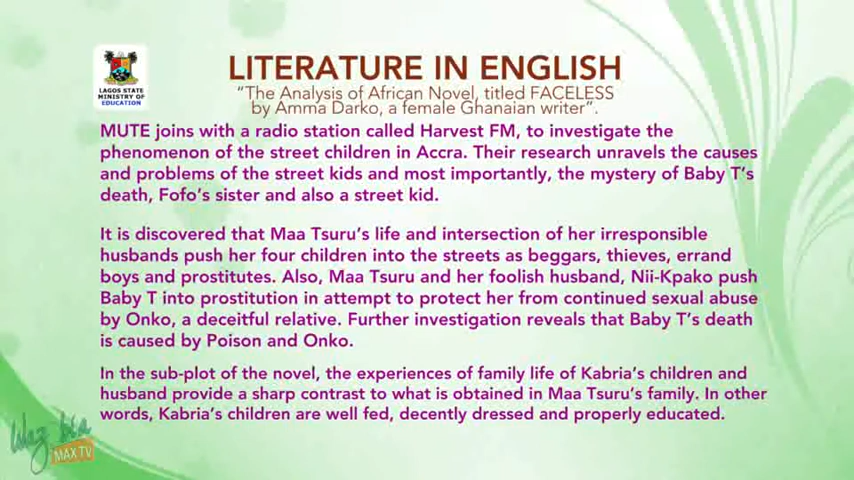 LAGOS STATE
MINISTRY OF
EDUCATION
LITERATURE IN ENGLISH
“The Analysis of African Novel, titled FACELESS
by Amma Darko, a female Ghanaian writer”.
MUTE joins with a radio station called Harvest FM, to investigate the
phenomenon of the street children in Accra. Their research unravels the causes
and problems of the street kids and most importantly, the mystery of Baby T’s
death, Fofo’s sister and also a street kid.
It is discovered that Maa Tsuru’s life and intersection of her irresponsible
husbands push her four children into the streets as beggars, thieves, errand
boys and prostitutes. Also, Maa Tsuru and her foolish husband, Nii-Kpako push
Baby T into prostitution in attempt to protect her from continued sexual abuse
by Onko, a deceitful relative. Further investigation reveals that Baby T’s death
is caused by Poison and Onko.
In the sub-plot of the novel, the experiences of family life of Kabria’s children and
husband provide a sharp contrast to what is obtained in Maa Tsuru’s family. In other
words, Kabria’s children are well fed, decently dressed and properly educated.
MAX TV